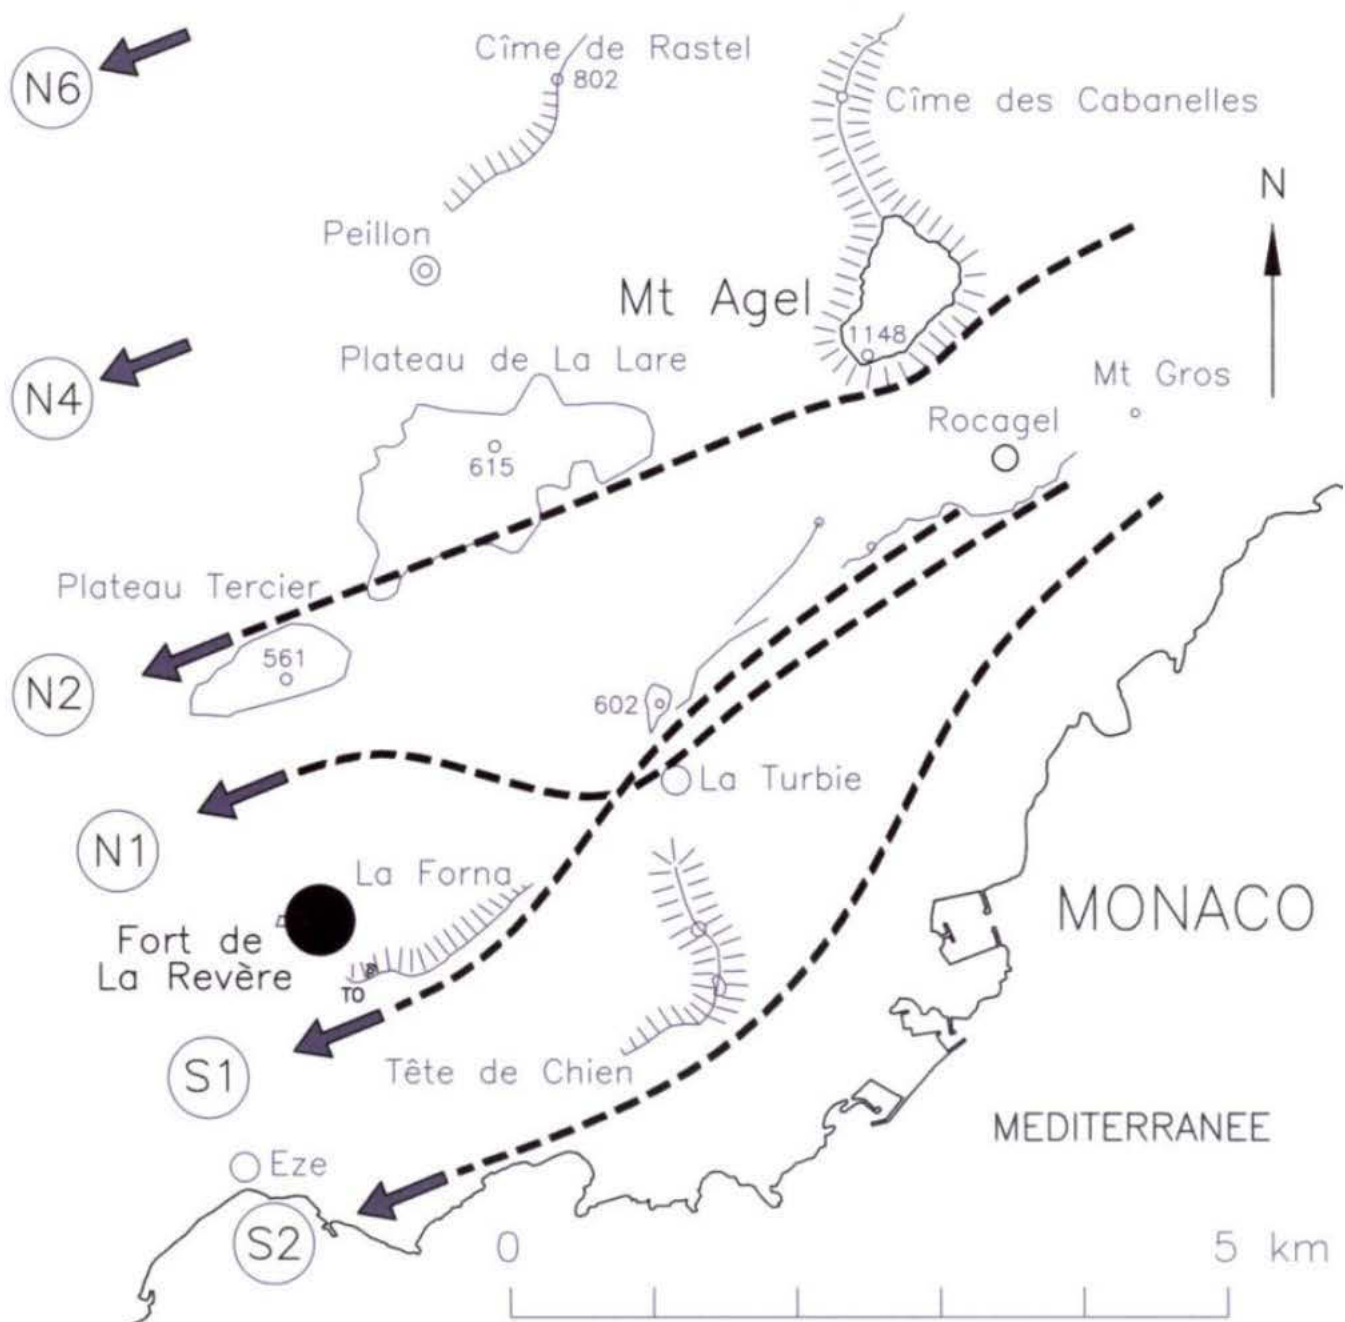 N6
Cîme de Rastel
802
Cîme des Cabanelles
N
Peillon
Mt Agel
1148
N4
Plateau de La Lare
Mt Gros
Rocagel
615
Plateau Tercier
561
N2
602
La Turbie
N1
La Forna
MONACO
Fort de
La Revère
TO
S1
Tête de Chien
MEDITERRANEE
Eze
S2
0
5 km